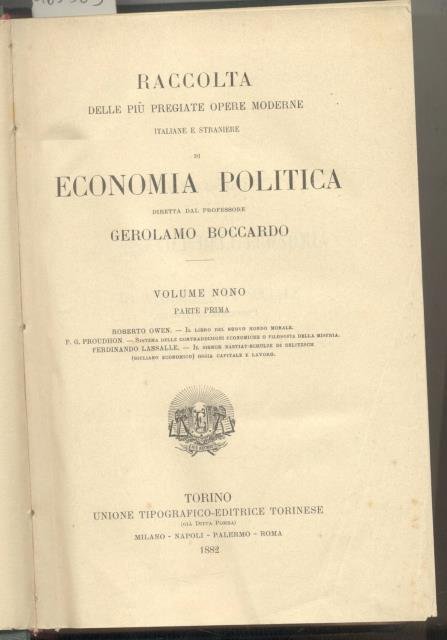 RACCOLTA
DELLE PIÙ PREGIATE OPERE MODERNE
ITALIANE E STRANIERE
DI
ECONOMIA POLITICA
DIRETTA DAL PROFESSORE
GEROLAMO BOCCARDO
VOLUME NONO
PARTE PRIMA
ROBERTO OWEN. — IL LIBRO DEL NUOVO MONDO MORALE.
P. G. PROUDHON. — SISTEMA DELLE CONTRADDIZIONI ECONOMICHE O FILOSOFIA DELLA MISERIA.
FERDINANDO LASSALLE. — IL SIGNOR BASTIAT-SCHULZE DI DELITZSCH
(GIULIANO ECONOMICO) OSSIA CAPITALE E LAVORO.
TORINO
UNIONE TIPOGRAFICO-EDITRICE TORINESE
(GIÀ DITTA POMBA)
MILANO - NAPOLI - PALERMO - ROMA
1882